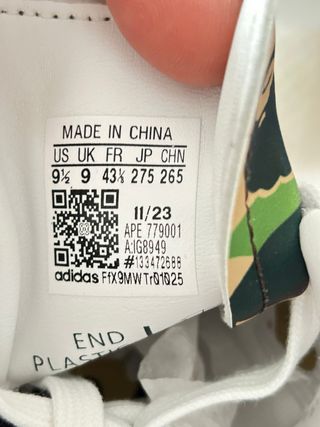 MADE IN CHINA
US UK FR JP CHN
9½ 9 43⅓ 275 265
11/23
APE 779001
A:IG8949
#133472688
adidas FfX9MWTr01025
END
PLAST